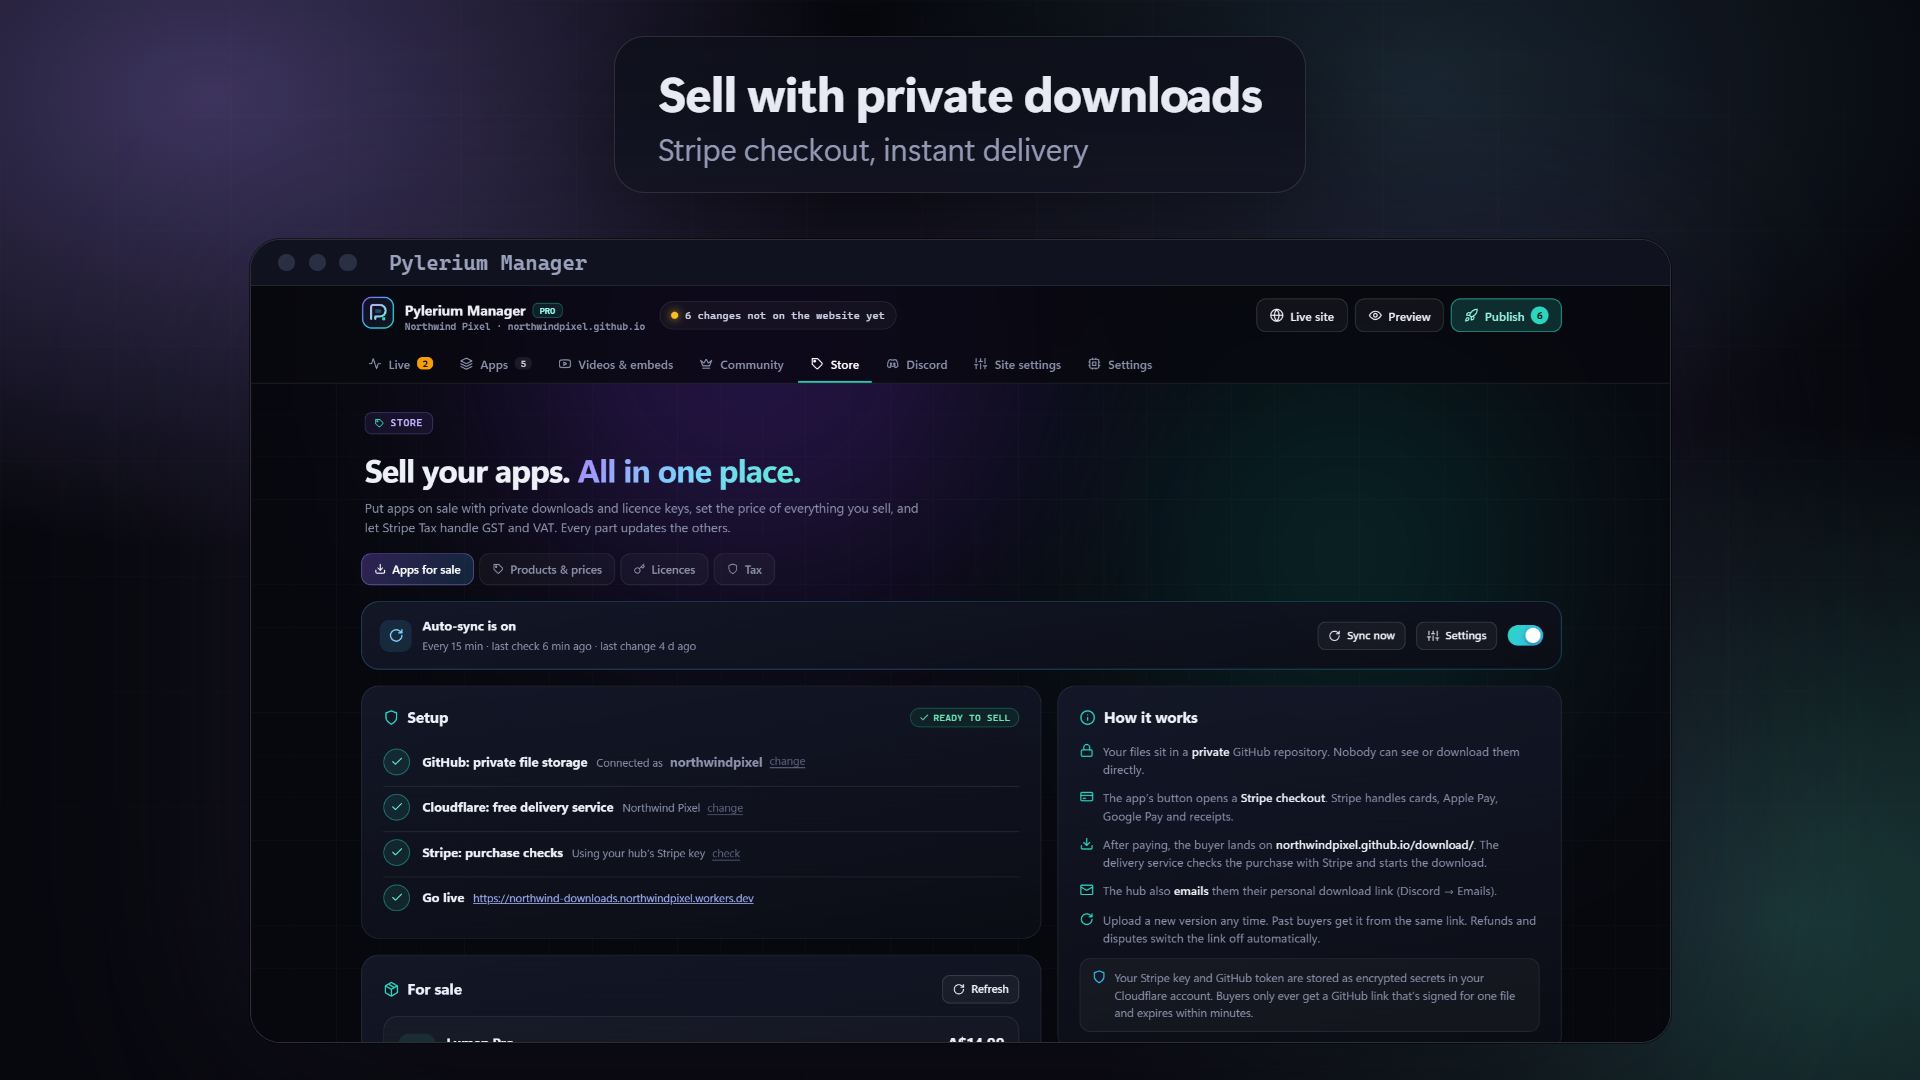 Sell with private downloads
Stripe checkout, instant delivery
Pylerium Manager
Pylerium Manager PRO
Northwind Pixel · northwindpixel.github.io
6 changes not on the website yet
Live site
Preview
Publish 6
Live 2
Apps 5
Videos & embeds
Community
Store
Discord
Site settings
Settings
STORE
Sell your apps. All in one place.
Put apps on sale with private downloads and licence keys, set the price of everything you sell, and
let Stripe Tax handle GST and VAT. Every part updates the others.
Apps for sale
Products & prices
Licences
Tax
Auto-sync is on
Every 15 min · last check 6 min ago · last change 4 d ago
Sync now
Settings
Setup
READY TO SELL
GitHub: private file storage Connected as northwindpixel change
Cloudflare: free delivery service Northwind Pixel change
Stripe: purchase checks Using your hub's Stripe key check
Go live https://northwind-downloads.northwindpixel.workers.dev
For sale
Refresh
How it works
Your files sit in a private GitHub repository. Nobody can see or download them
directly.
The app's button opens a Stripe checkout. Stripe handles cards, Apple Pay,
Google Pay and receipts.
After paying, the buyer lands on northwindpixel.github.io/download/. The
delivery service checks the purchase with Stripe and starts the download.
The hub also emails them their personal download link (Discord → Emails).
Upload a new version any time. Past buyers get it from the same link. Refunds and
disputes switch the link off automatically.
Your Stripe key and GitHub token are stored as encrypted secrets in your
Cloudflare account. Buyers only ever get a GitHub link that's signed for one file
and expires within minutes.